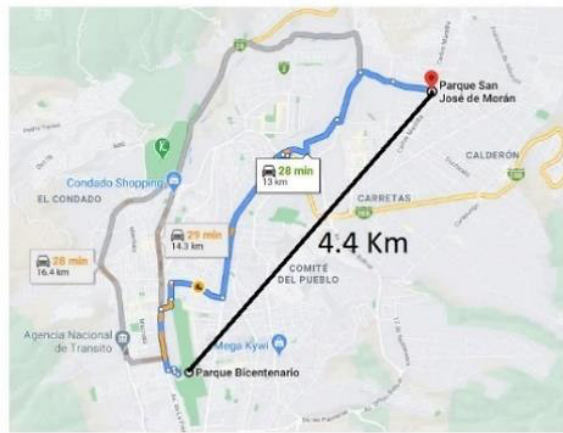 Parque San
José de Morán
Condado Shopping
28 min
13 km
CALDERÓN
EL CONDADO
29 min
14.3 km
CARRETAS
28 min
16.4 km
4.4 Km
COMITÉ
DEL PUEBLO
Agencia Nacional
de Transito
Mega Kywi
Parque Bicentenario